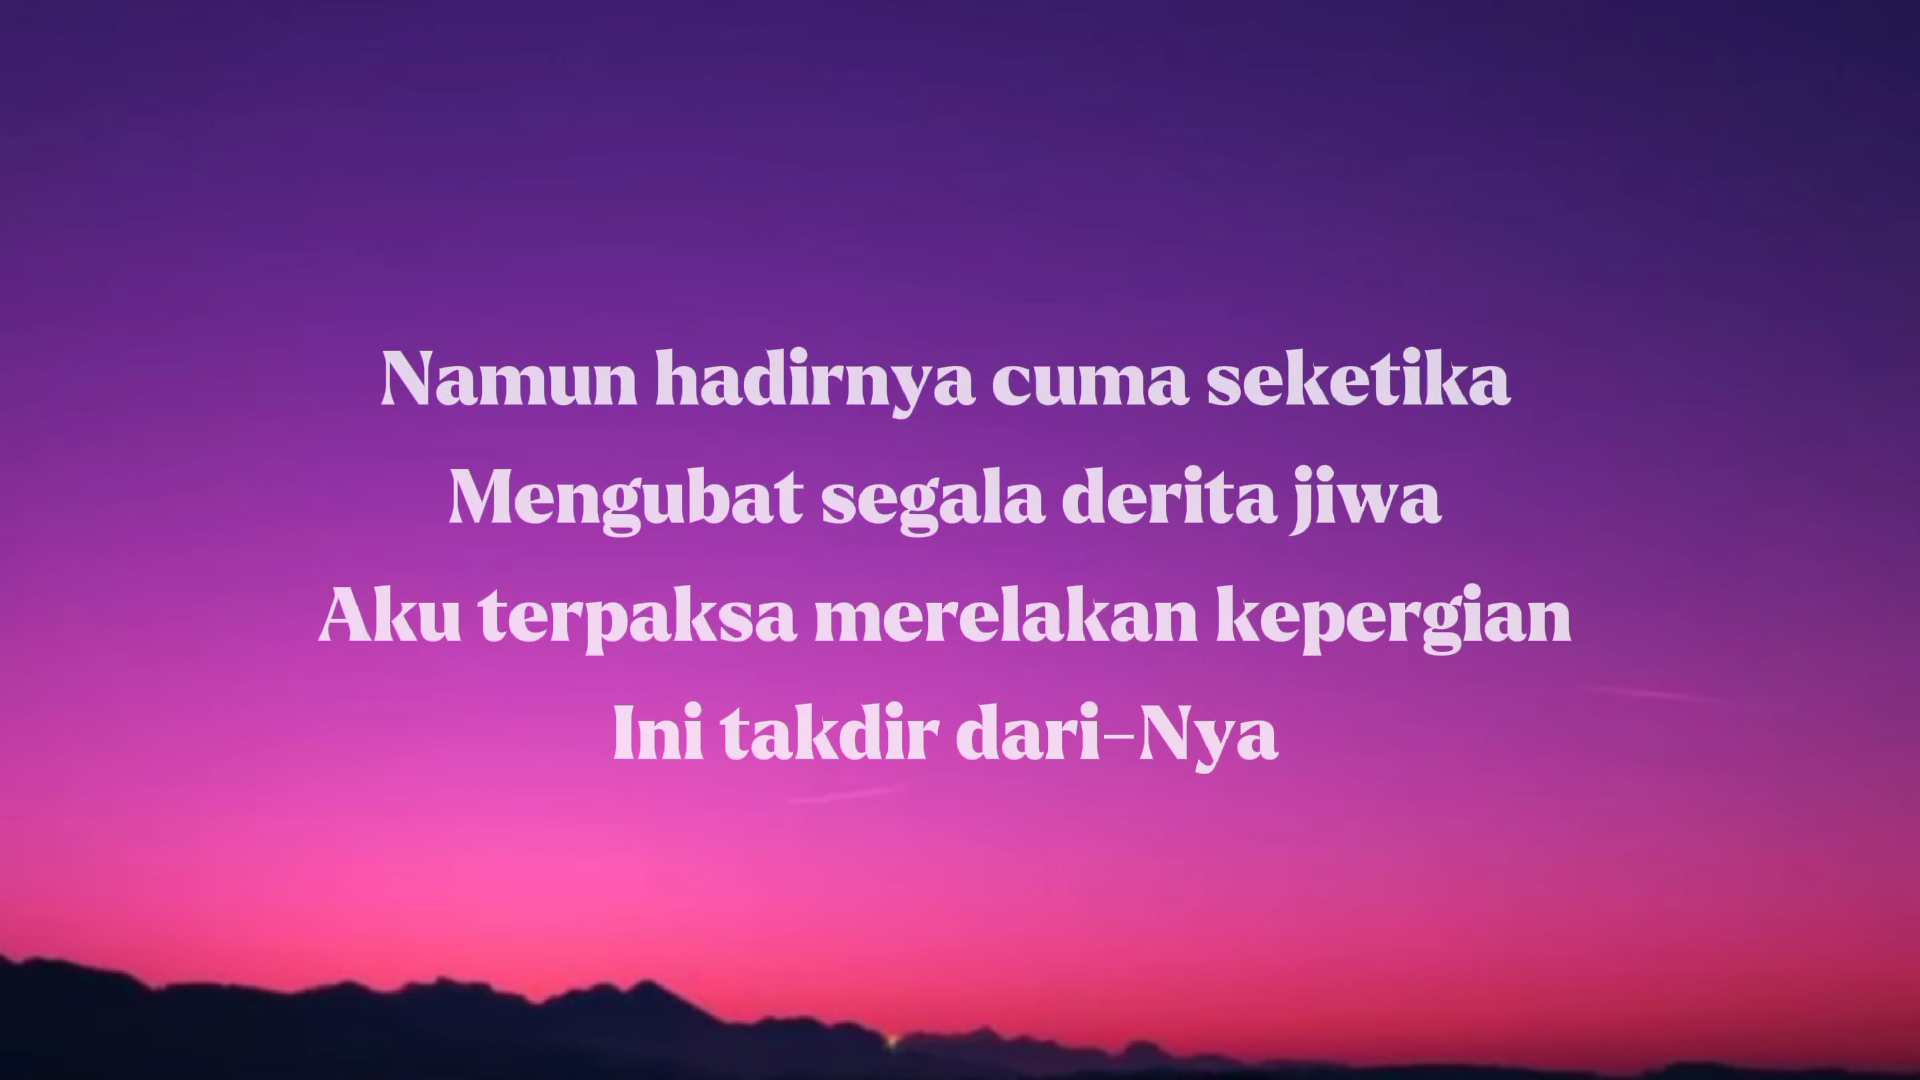 Namun hadirnya cuma seketika
Mengubat segala derita jiwa
Aku terpaksa merelakan kepergian
Ini takdir dari-Nya